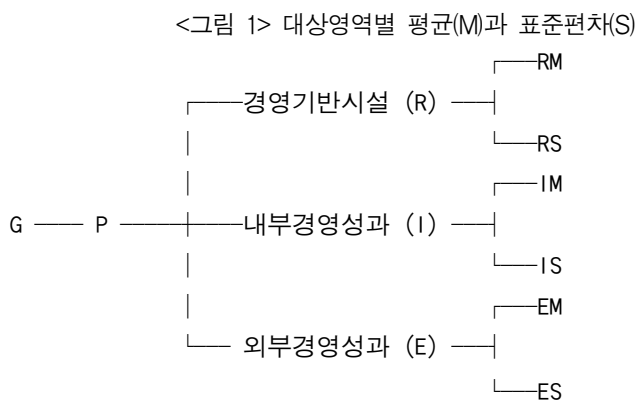 <그림 1> 대상영역별 평균(M)과 표준편차(S)
RM
경영기반시설 (R)
RS
IM
G P 내부경영성과 (I)
IS
EM
외부경영성과 (E)
ES